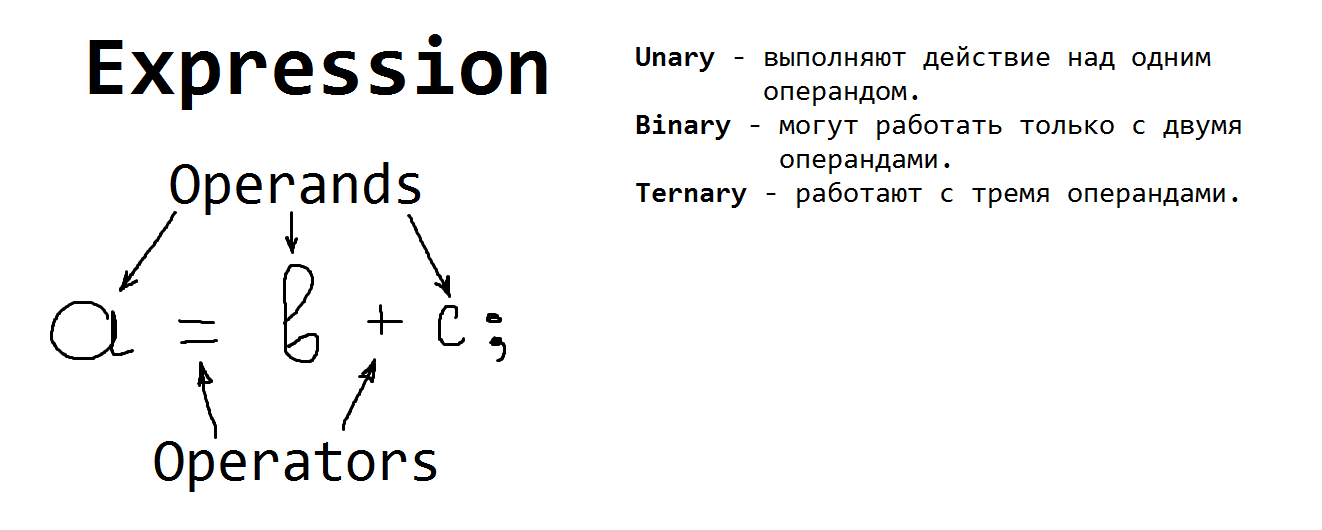 Expression
Operands
a = b + c;
Operators
Unary - выполняют действие над одним
операндом.
Binary - могут работать только с двумя
операндами.
Ternary - работают с тремя операндами.